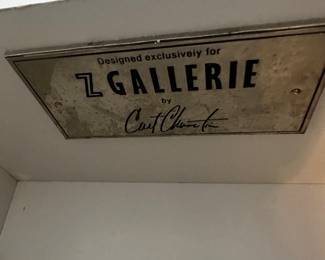 Designed exclusively for
Z GALLERIE
by